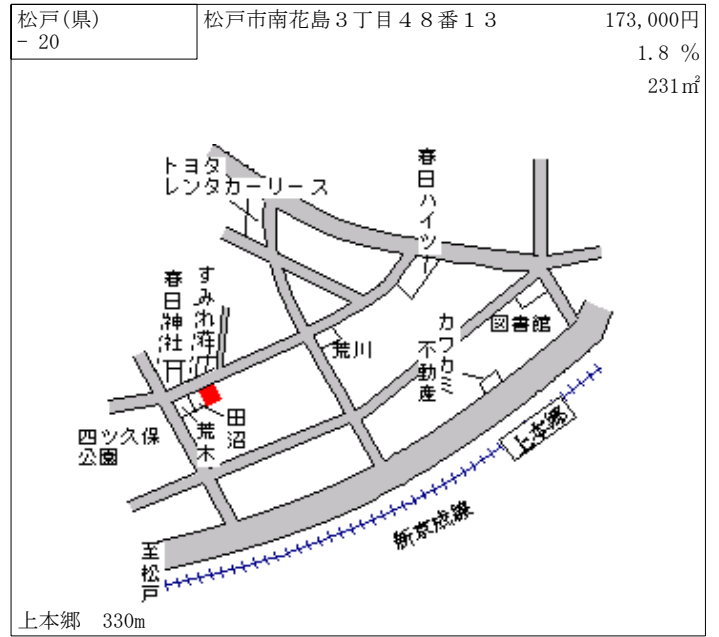 松戸(県)
- 20
松戸市南花島３丁目４８番１３
173,000円
1.8 %
231㎡
トヨタ
レンタカーリース
春日ハイツ
春日神社
すみれ荘
荒川
カワカミ
不動産
図書館
田沼
荒木
四ツ久保
公園
上本郷
新京成線
至松戸
上本郷　330m